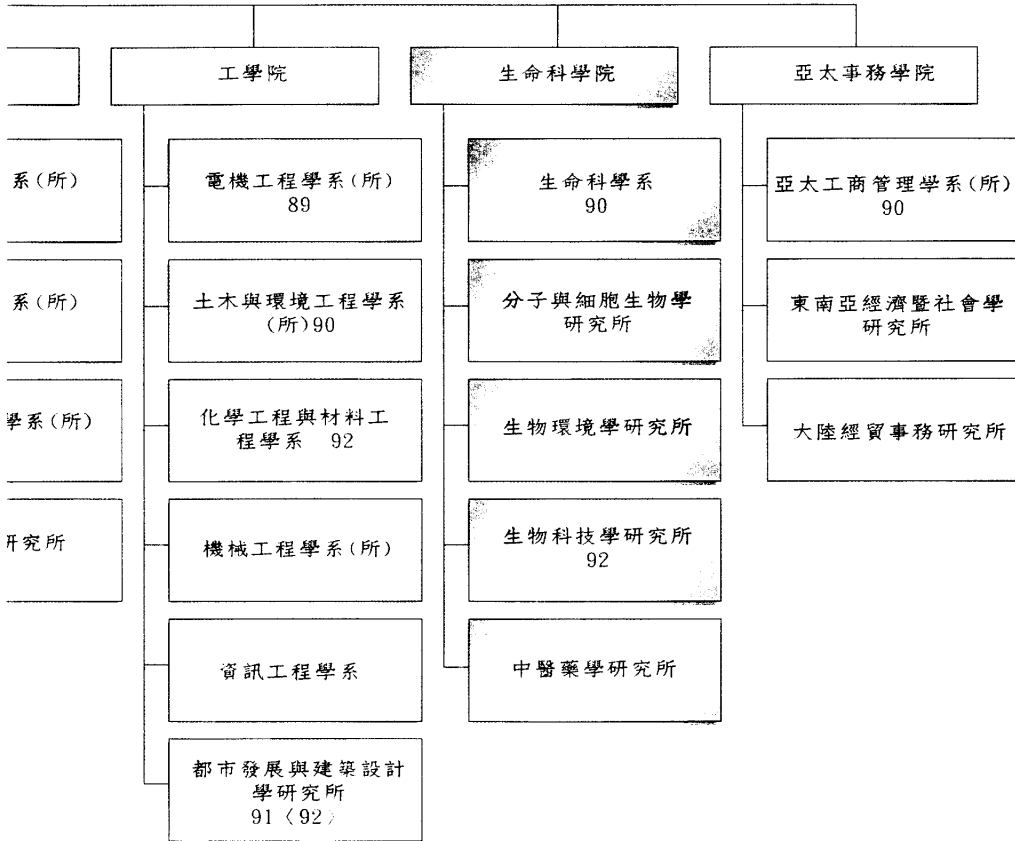 工學院
生命科學院
亞太事務學院
系(所)
系(所)
學系(所)
研究所
電機工程學系(所)
89
土木與環境工程學系
(所)90
化學工程與材料工
程學系 92
機械工程學系(所)
資訊工程學系
都市發展與建築設計
學研究所
91〈92〉
生命科學系
90
分子與細胞生物學
研究所
生物環境學研究所
生物科技學研究所
92
中醫藥學研究所
亞太工商管理學系(所)
90
東南亞經濟暨社會學
研究所
大陸經貿事務研究所